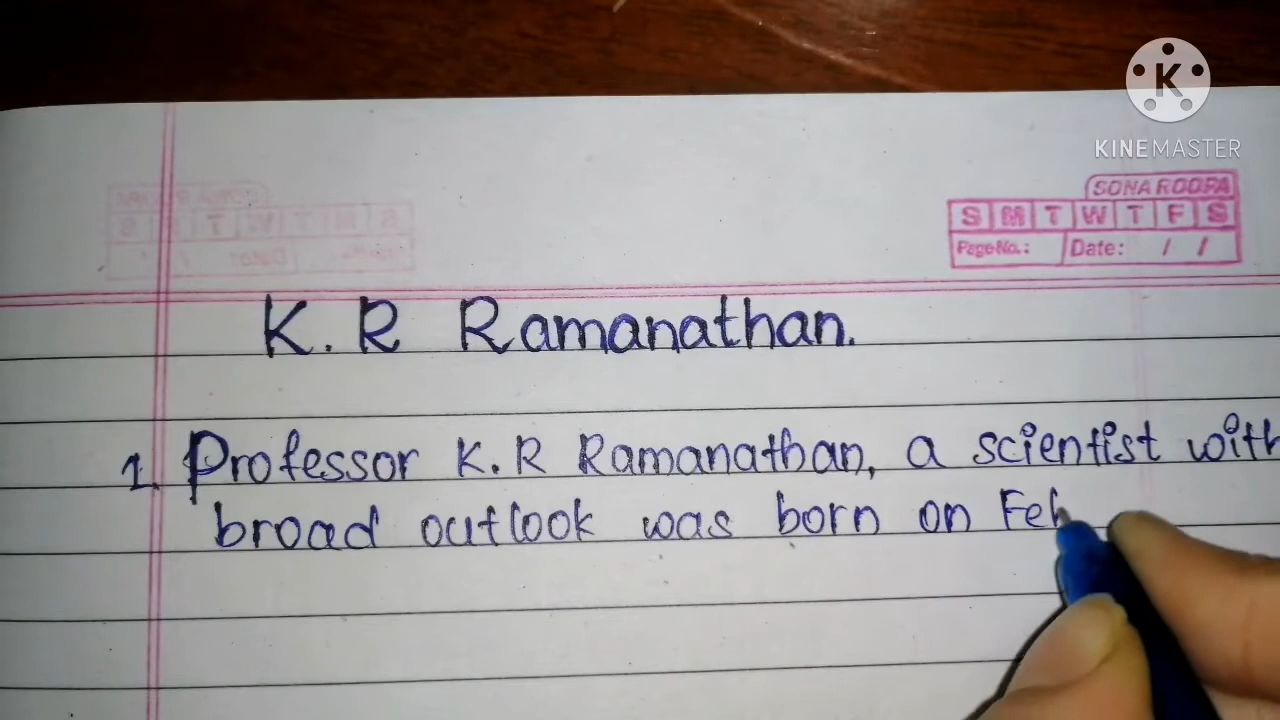 K
KINEMASTER
SONA ROOPA
S M T W T F S
Page No.: Date: / /
K. R Ramanathan.
1. Professor K.R Ramanathan, a scientist with
broad outlook was born on Feb